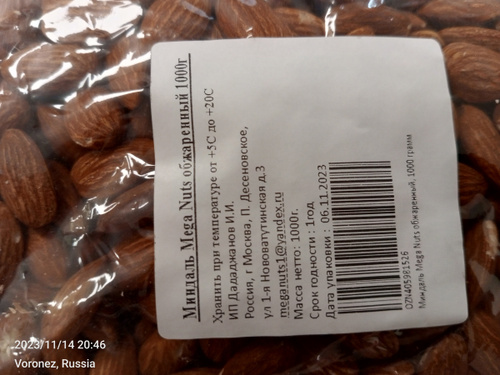 Миндаль Mega Nuts обжаренный 1000г
Хранить при температуре от +5С до +20С
ИП Дададжанов И.И.
Россия, г Москва, П. Десеновское,
ул 1-я Нововатутинская д.3
meganuts1@yandex.ru
Масса нетто: 1000г.
Срок годности : 1год
Дата упаковки : 06.11.2023
OZN405981526
Миндаль Mega Nuts обжаренный, 1000 грамм
2023/11/14 20:46
Voronez, Russia